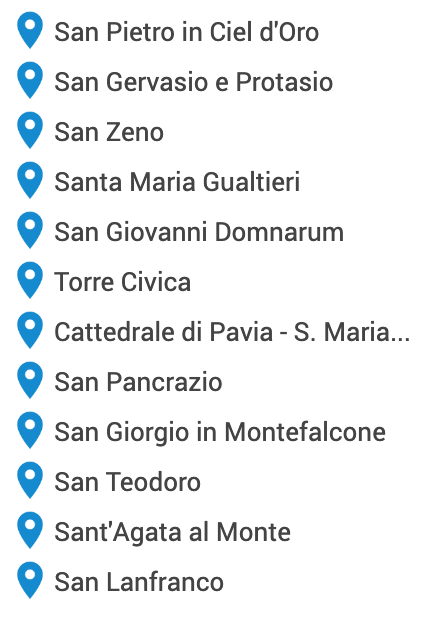 San Pietro in Ciel d'Oro
San Gervasio e Protasio
San Zeno
Santa Maria Gualtieri
San Giovanni Domnarum
Torre Civica
Cattedrale di Pavia - S. Maria...
San Pancrazio
San Giorgio in Montefalcone
San Teodoro
Sant'Agata al Monte
San Lanfranco